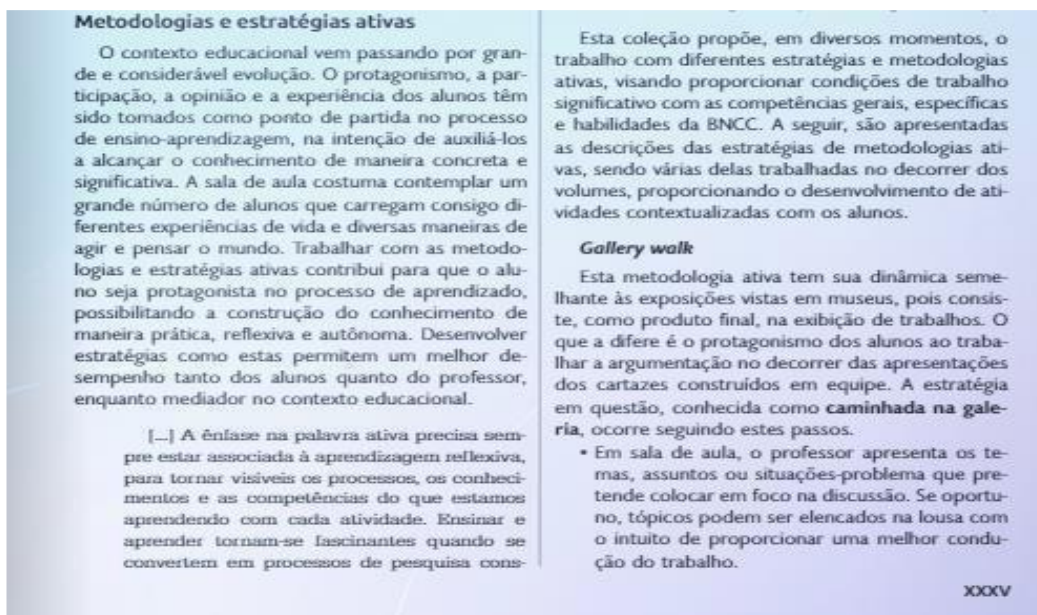 Metodologias e estratégias ativas
O contexto educacional vem passando por gran-
de e considerável evolução. O protagonismo, a par-
ticipação, a opinião e a experiência dos alunos têm
sido tomados como ponto de partida no processo
de ensino-aprendizagem, na intenção de auxiliá-los
a alcançar o conhecimento de maneira concreta e
significativa. A sala de aula costuma contemplar um
grande número de alunos que carregam consigo di-
ferentes experiências de vida e diversas maneiras de
agir e pensar o mundo. Trabalhar com as metodo-
logias e estratégias ativas contribui para que o alu-
no seja protagonista no processo de aprendizado,
possibilitando a construção do conhecimento de
maneira prática, reflexiva e autônoma. Desenvolver
estratégias como estas permitem um melhor de-
sempenho tanto dos alunos quanto do professor,
enquanto mediador no contexto educacional.
[...] A ênfase na palavra ativa precisa sem-
pre estar associada à aprendizagem reflexiva,
para tornar visíveis os processos, os conheci-
mentos e as competências do que estamos
aprendendo com cada atividade. Ensinar e
aprender tornam-se fascinantes quando se
convertem em processos de pesquisa cons-
Esta coleção propõe, em diversos momentos, o
trabalho com diferentes estratégias e metodologias
ativas, visando proporcionar condições de trabalho
significativo com as competências gerais, específicas
e habilidades da BNCC. A seguir, são apresentadas
as descrições das estratégias de metodologias ati-
vas, sendo várias delas trabalhadas no decorrer dos
volumes, proporcionando o desenvolvimento de ati-
vidades contextualizadas com os alunos.
Gallery walk
Esta metodologia ativa tem sua dinâmica seme-
lhante às exposições vistas em museus, pois consis-
te, como produto final, na exibição de trabalhos. O
que a difere é o protagonismo dos alunos ao traba-
lhar a argumentação no decorrer das apresentações
dos cartazes construídos em equipe. A estratégia
em questão, conhecida como caminhada na gale-
ria, ocorre seguindo estes passos.
• Em sala de aula, o professor apresenta os te-
mas, assuntos ou situações-problema que pre-
tende colocar em foco na discussão. Se oportu-
no, tópicos podem ser elencados na lousa com
o intuito de proporcionar uma melhor condu-
ção do trabalho.
XXXV